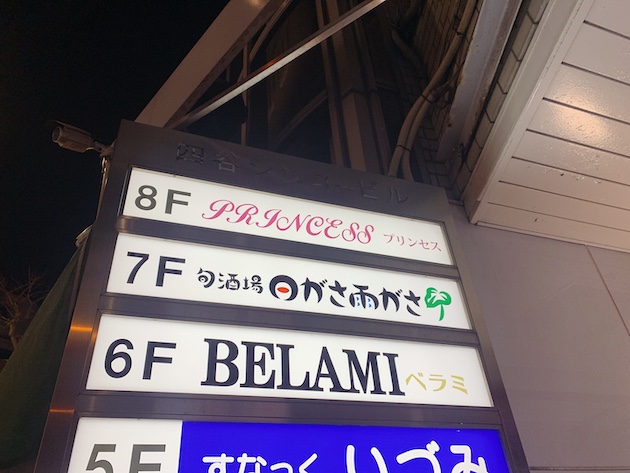 8F PRINCESS プリンセス
7F 旬酒場 日がさ雨がさ
6F BELAMI ベラミ
5F すなっく いづみ